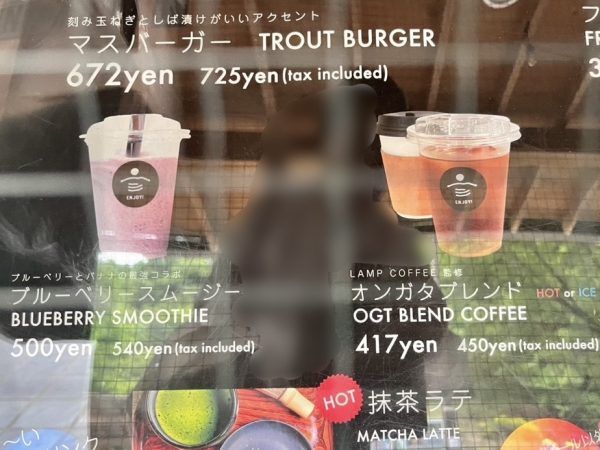 刻み玉ねぎとしば漬けがいいアクセント
マスバーガー TROUT BURGER
672yen 725yen(tax included)
ENJOY!
ENJOY!
ブルーベリーとバナナの最強コラボ
ブルーベリースムージー
BLUEBERRY SMOOTHIE
500yen 540yen(tax included)
LAMP COFFEE 監修
オンガタブレンド HOT or ICE
OGT BLEND COFFEE
417yen 450yen(tax included)
HOT
抹茶ラテ
MATCHA LATTE